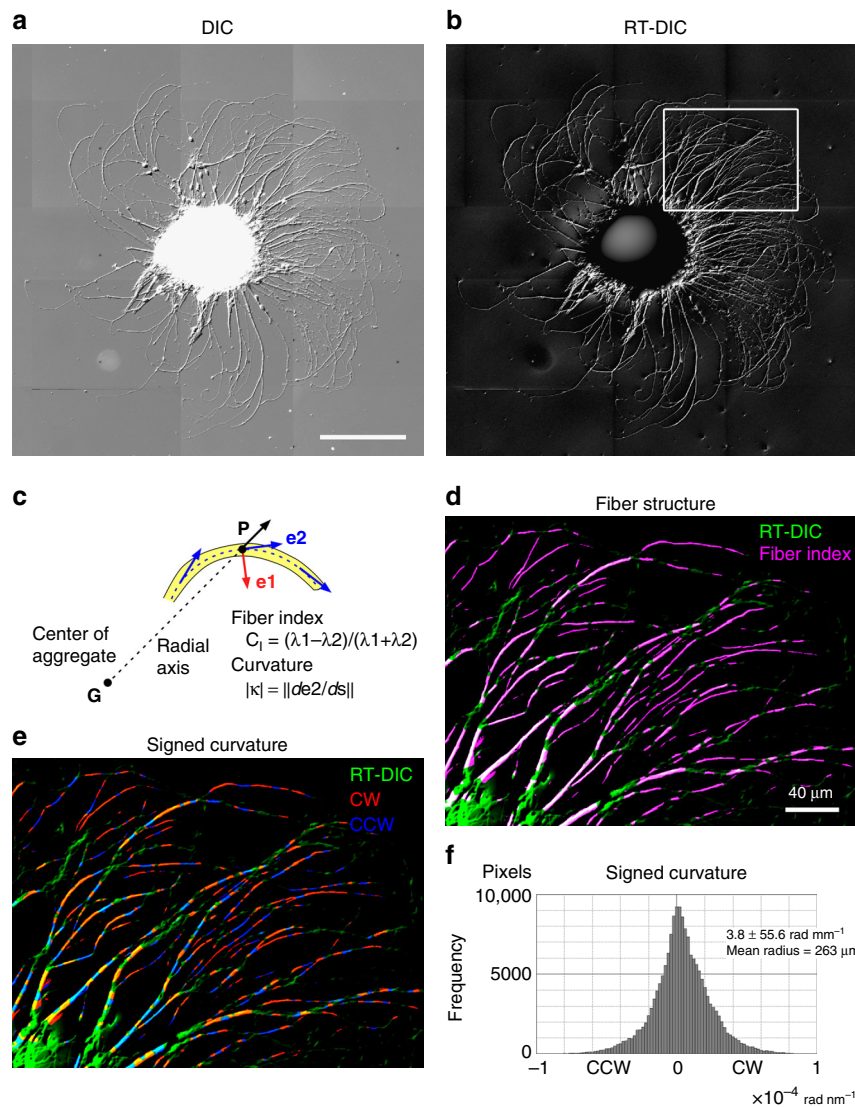 a
DIC
b
RT-DIC
c
P
e2
e1
Center of
aggregate
Radial
axis
G
Fiber index
C_I = (λ1–λ2)/(λ1+λ2)
Curvature
|κ| = ||de2/ds||
d
Fiber structure
RT-DIC
Fiber index
40 μm
e
Signed curvature
RT-DIC
CW
CCW
f
Pixels
Signed curvature
10,000
5000
0
Frequency
3.8 ± 55.6 rad mm⁻¹
Mean radius = 263 μm
–1
CCW
0
CW
1
×10⁻⁴ rad nm⁻¹